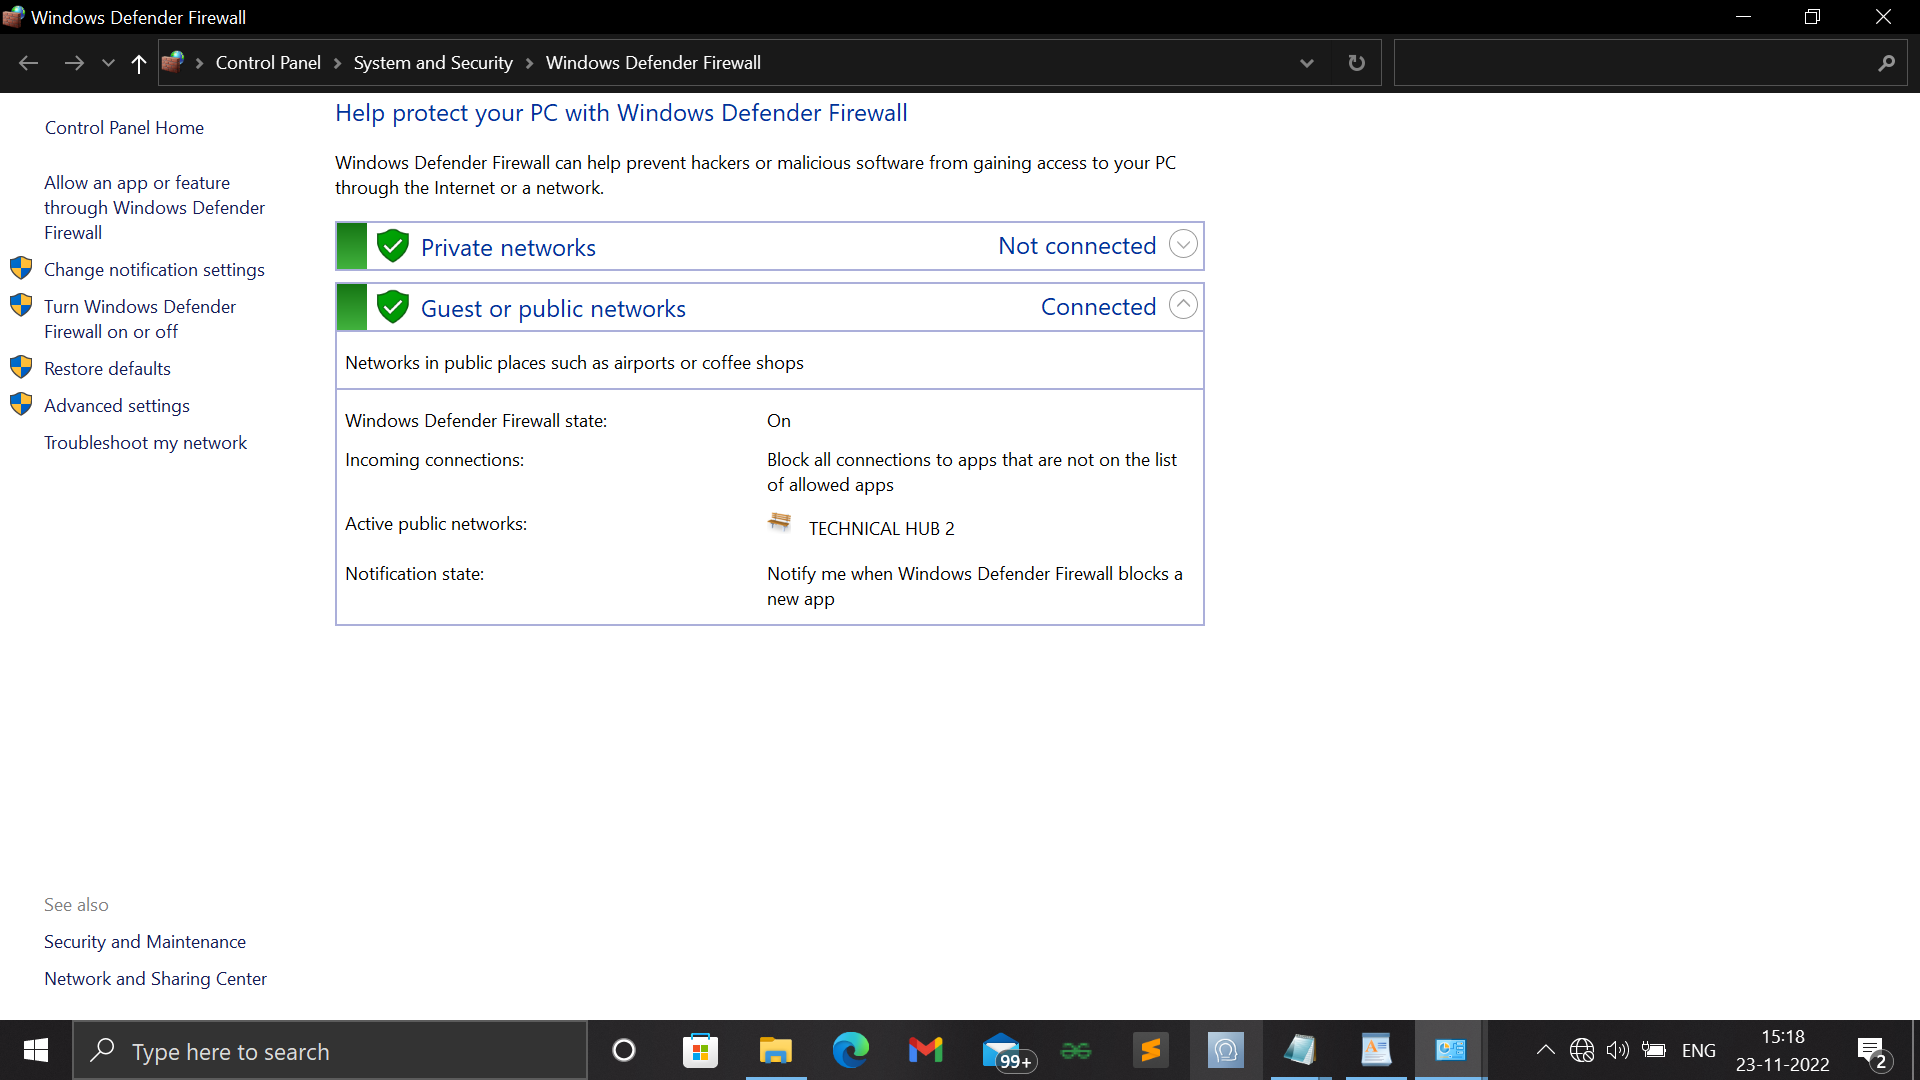 Windows Defender Firewall
Control Panel
System and Security
Windows Defender Firewall
Control Panel Home
Allow an app or feature
through Windows Defender
Firewall
Change notification settings
Turn Windows Defender
Firewall on or off
Restore defaults
Advanced settings
Troubleshoot my network
See also
Security and Maintenance
Network and Sharing Center
Help protect your PC with Windows Defender Firewall
Windows Defender Firewall can help prevent hackers or malicious software from gaining access to your PC
through the Internet or a network.
Private networks
Not connected
Guest or public networks
Connected
Networks in public places such as airports or coffee shops
Windows Defender Firewall state:
On
Incoming connections:
Block all connections to apps that are not on the list
of allowed apps
Active public networks:
TECHNICAL HUB 2
Notification state:
Notify me when Windows Defender Firewall blocks a
new app
Type here to search
99+
ENG
15:18
23-11-2022
2